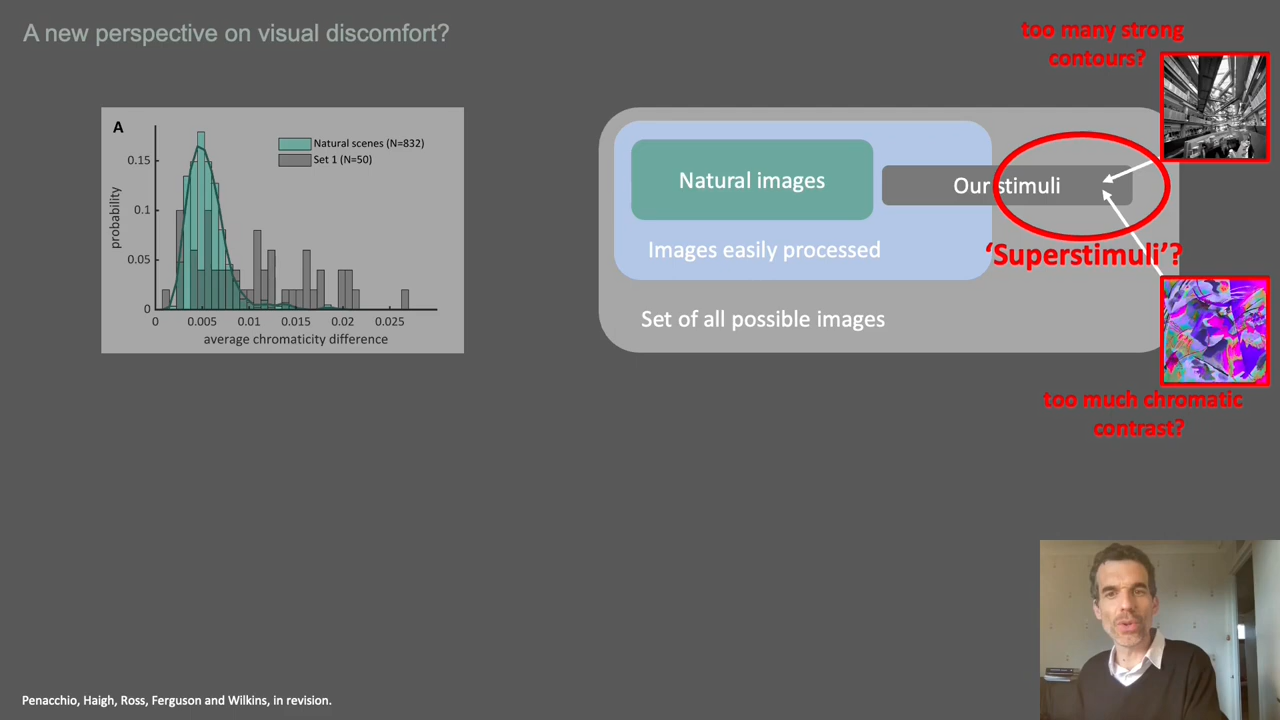 A new perspective on visual discomfort?
too many strong
contours?
A
Natural scenes (N=832)
Set 1 (N=50)
probability
0.15
0.1
0.05
0
0
0.005
0.01
0.015
0.02
0.025
average chromaticity difference
Natural images
Our stimuli
Images easily processed
‘Superstimuli’?
Set of all possible images
too much chromatic
contrast?
Penacchio, Haigh, Ross, Ferguson and Wilkins, in revision.